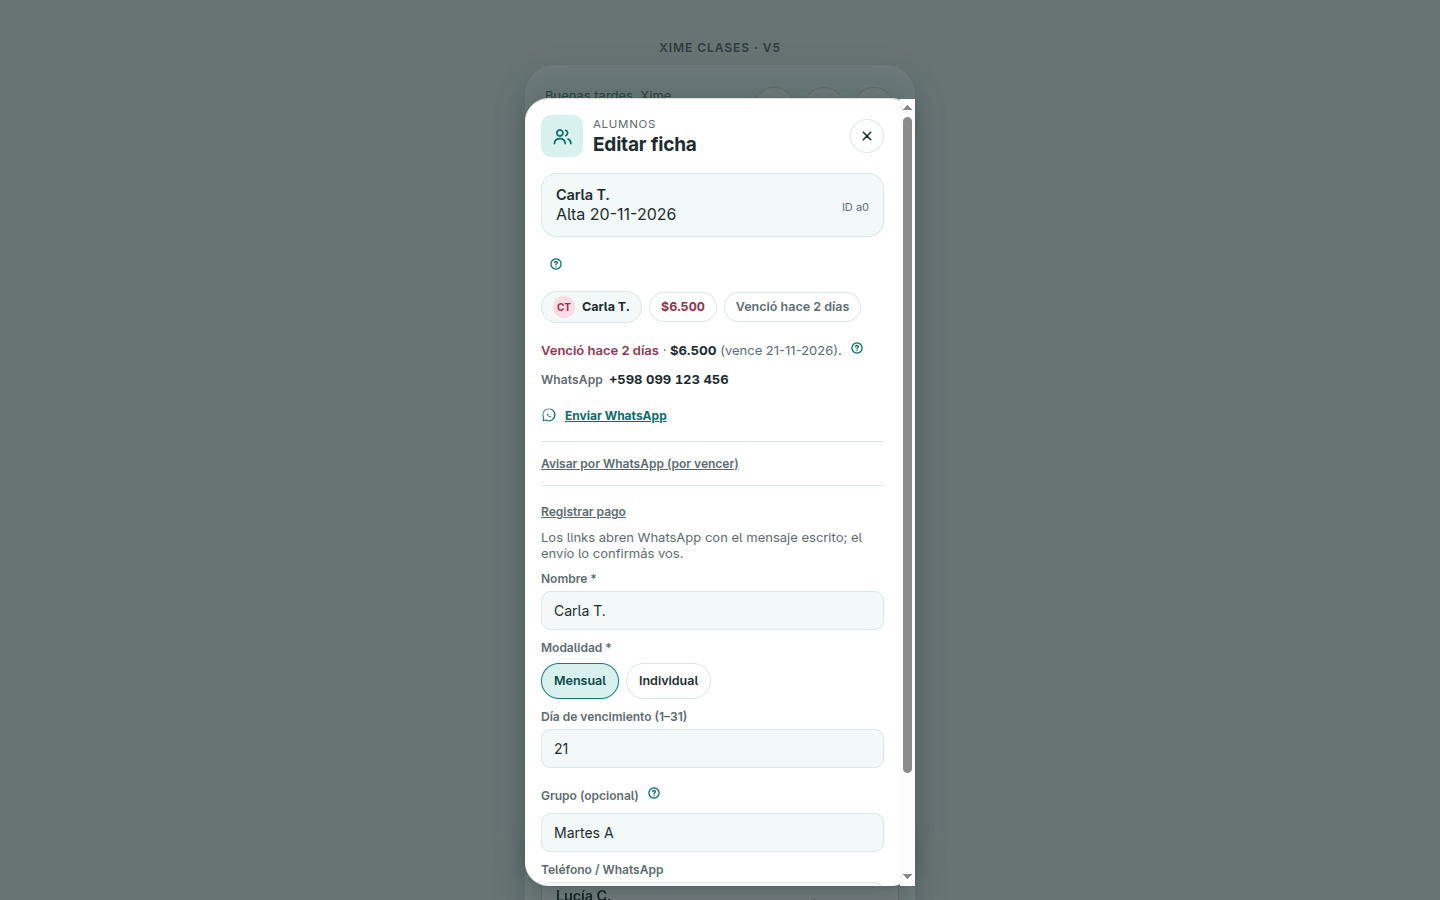 XIME CLASES · V5
Buenas tardes, Xime
ALUMNOS
Editar ficha
Carla T.
Alta 20-11-2026
ID a0
CT Carla T. $6.500 Venció hace 2 días
Venció hace 2 días · $6.500 (vence 21-11-2026).
WhatsApp +598 099 123 456
Enviar WhatsApp
Avisar por WhatsApp (por vencer)
Registrar pago
Los links abren WhatsApp con el mensaje escrito; el
envío lo confirmás vos.
Nombre *
Carla T.
Modalidad *
Mensual Individual
Día de vencimiento (1–31)
21
Grupo (opcional)
Martes A
Teléfono / WhatsApp
Lucía C.